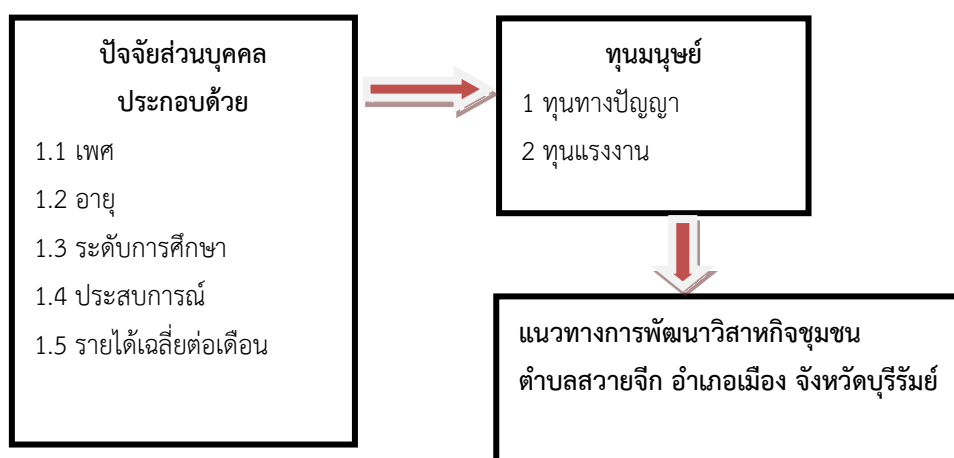 ปัจจัยส่วนบุคคล
ประกอบด้วย
1.1 เพศ
1.2 อายุ
1.3 ระดับการศึกษา
1.4 ประสบการณ์
1.5 รายได้เฉลี่ยต่อเดือน
ทุนมนุษย์
1 ทุนทางปัญญา
2 ทุนแรงงาน
แนวทางการพัฒนาวิสาหกิจชุมชน
ตำบลสวายจีก อำเภอเมือง จังหวัดบุรีรัมย์